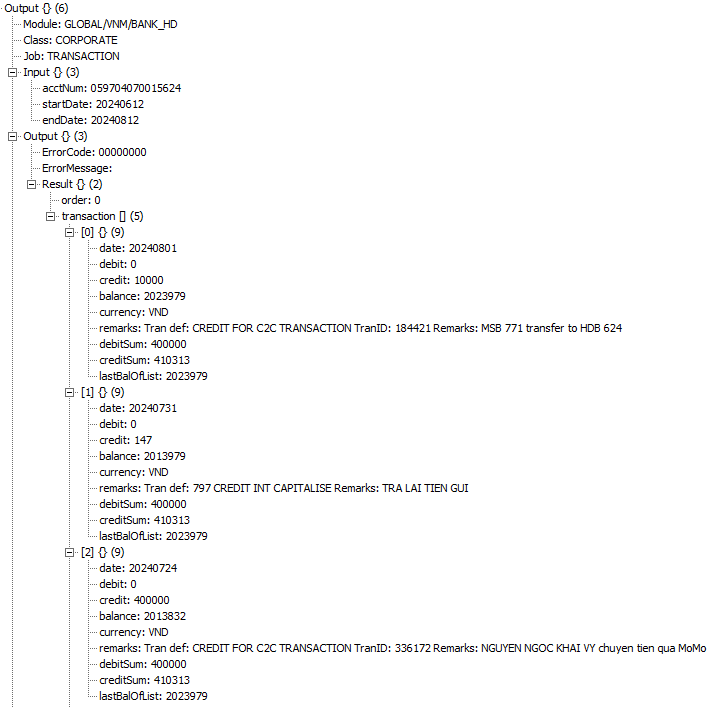 Output {} (6)
Module: GLOBAL/VNM/BANK_HD
Class: CORPORATE
Job: TRANSACTION
Input {} (3)
acctNum: 059704070015624
startDate: 20240612
endDate: 20240812
Output {} (3)
ErrorCode: 00000000
ErrorMessage:
Result {} (2)
order: 0
transaction [] (5)
[0] {} (9)
date: 20240801
debit: 0
credit: 10000
balance: 2023979
currency: VND
remarks: Tran def: CREDIT FOR C2C TRANSACTION TranID: 184421 Remarks: MSB 771 transfer to HDB 624
debitSum: 400000
creditSum: 410313
lastBalOfList: 2023979
[1] {} (9)
date: 20240731
debit: 0
credit: 147
balance: 2013979
currency: VND
remarks: Tran def: 797 CREDIT INT CAPITALISE Remarks: TRA LAI TIEN GUI
debitSum: 400000
creditSum: 410313
lastBalOfList: 2023979
[2] {} (9)
date: 20240724
debit: 0
credit: 400000
balance: 2013832
currency: VND
remarks: Tran def: CREDIT FOR C2C TRANSACTION TranID: 336172 Remarks: NGUYEN NGOC KHAI VY chuyen tien qua MoMo
debitSum: 400000
creditSum: 410313
lastBalOfList: 2023979